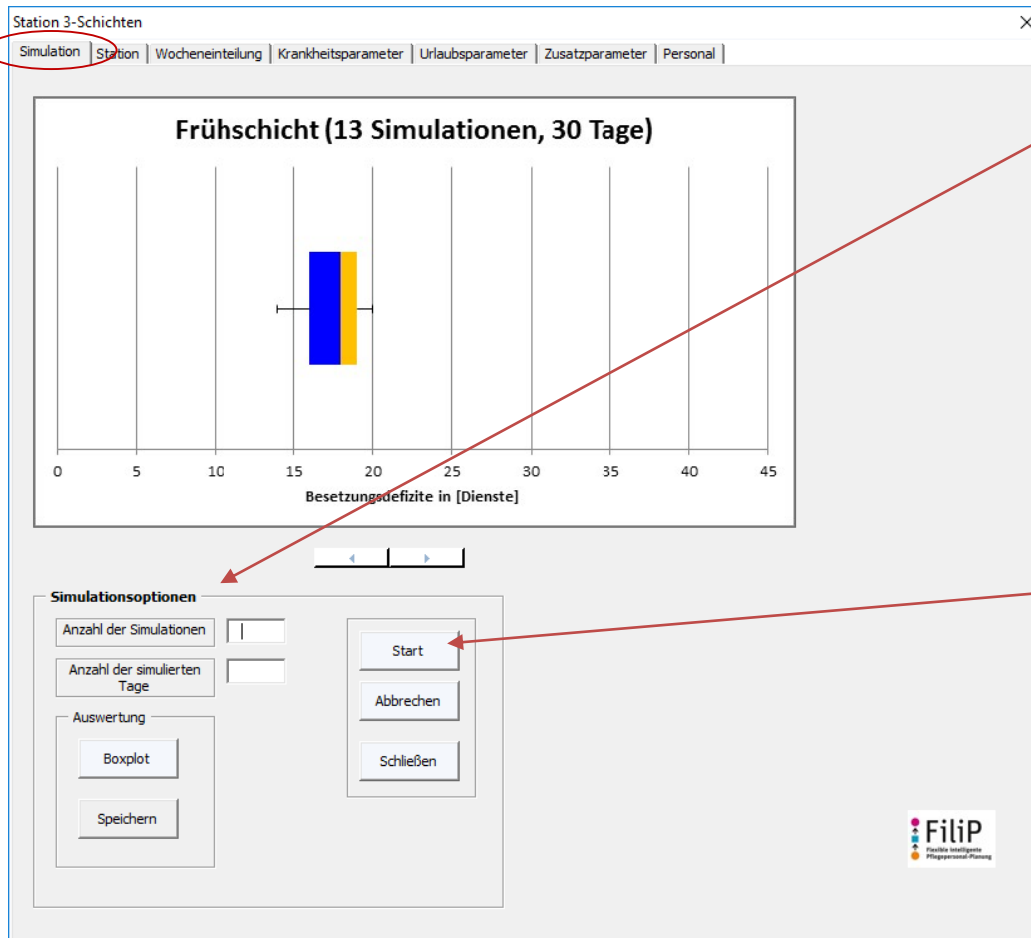 Station 3-Schichten
Simulation Station Wocheneinteilung Krankheitsparameter Urlaubsparameter Zusatzparameter Personal
Frühschicht (13 Simulationen, 30 Tage)
0 5 10 15 20 25 30 35 40 45
Besetzungsdefizite in [Dienste]
Simulationsoptionen
Anzahl der Simulationen
Anzahl der simulierten
Tage
Auswertung
Boxplot
Speichern
Start
Abbrechen
Schließen
FiliP
Flexible Intelligente
Pflegepersonal-Planung